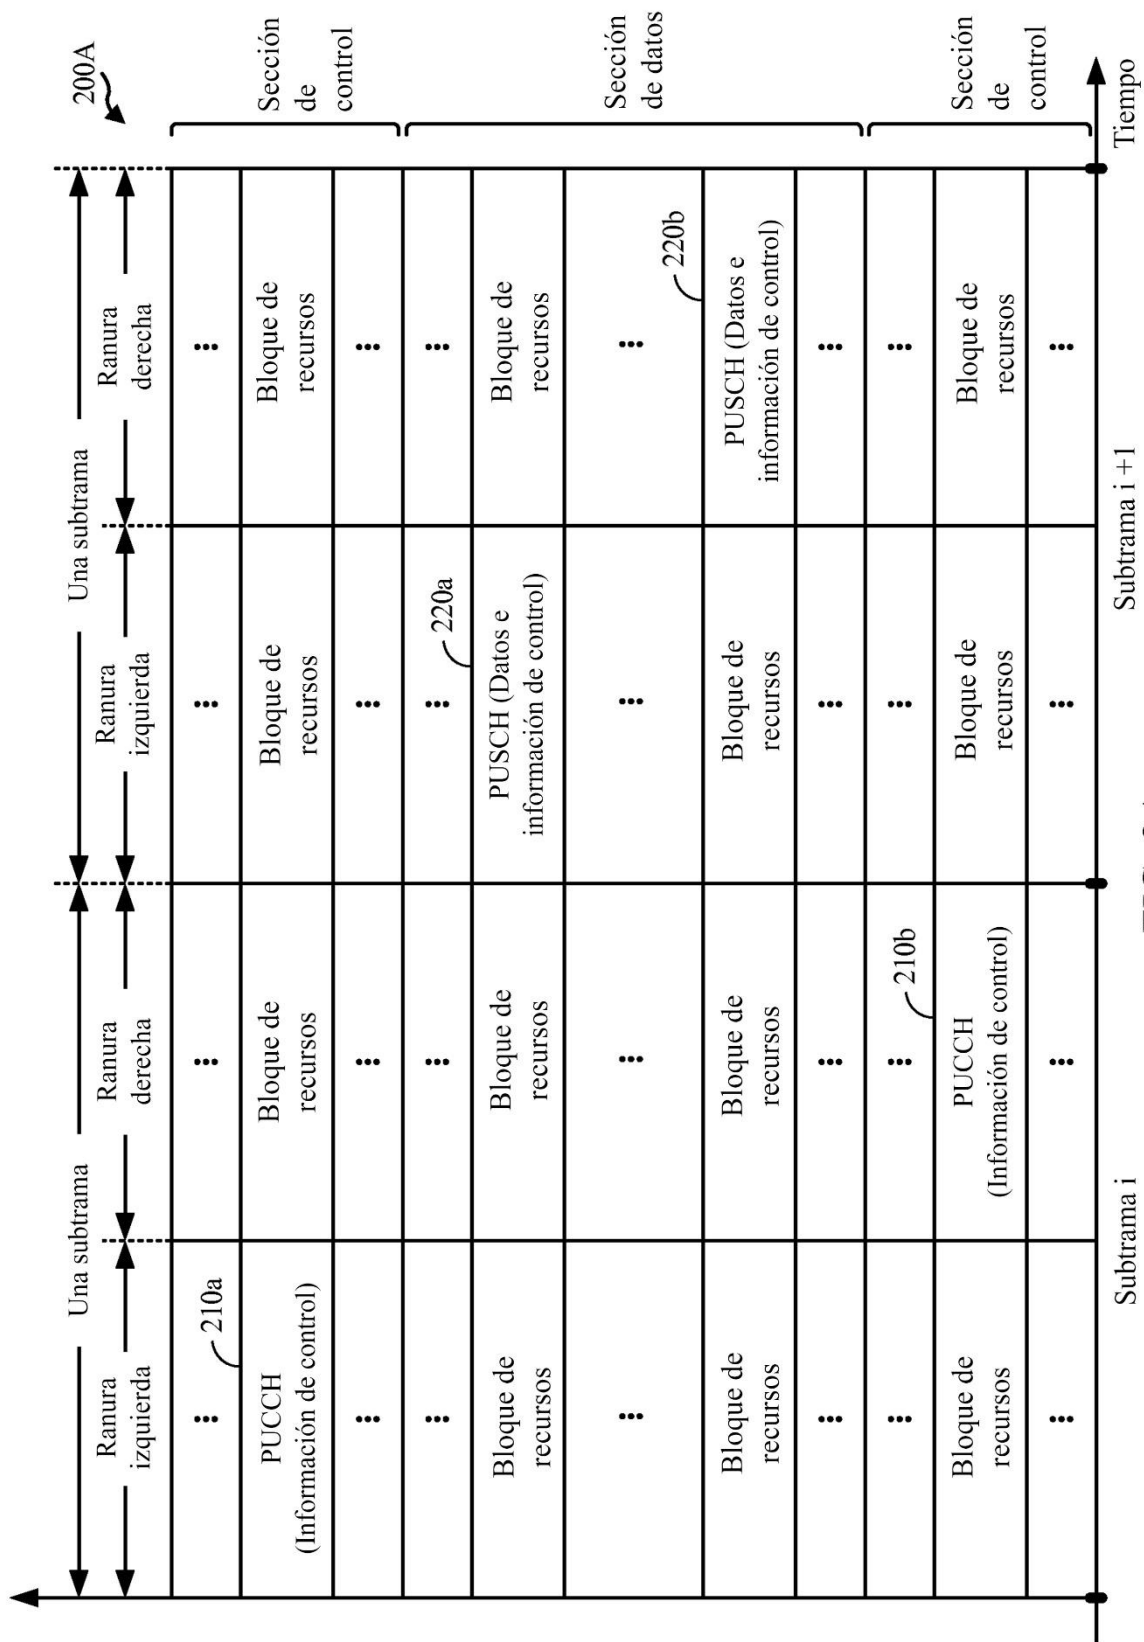 200A
Una subtrama
Una subtrama
Ranura
izquierda
Ranura
derecha
Ranura
izquierda
Ranura
derecha
...
...
...
...
Sección
de
control
210a
PUCCH
(Información de control)
Bloque de
recursos
Bloque de
recursos
Bloque de
recursos
...
...
...
...
...
...
...
...
Sección
de datos
220a
Bloque de
recursos
Bloque de
recursos
PUSCH (Datos e
información de control)
Bloque de
recursos
...
...
...
...
220b
Bloque de
recursos
Bloque de
recursos
Bloque de
recursos
PUSCH (Datos e
información de control)
...
...
...
...
...
...
...
...
Sección
de
control
210b
Bloque de
recursos
PUCCH
(Información de control)
Bloque de
recursos
Bloque de
recursos
...
...
...
...
Subtrama i
Subtrama i +1
Tiempo